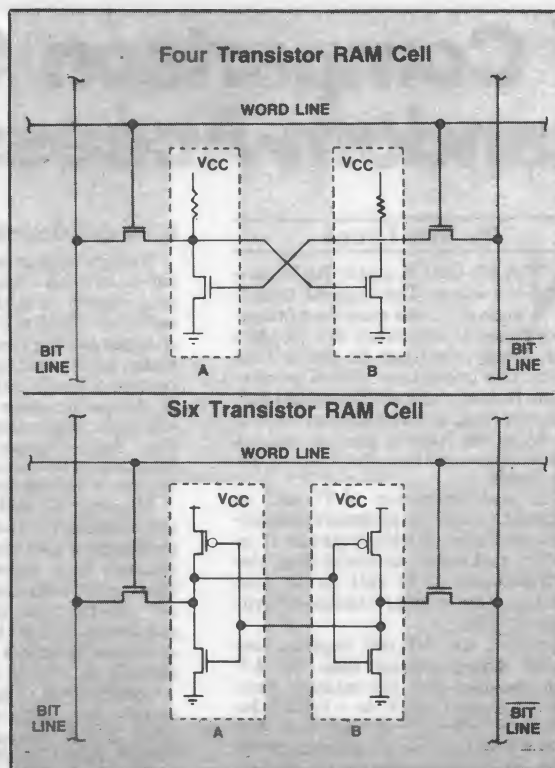 Four Transistor RAM Cell
WORD LINE
VCC
VCC
BIT
LINE
A
B
BIT
LINE
Six Transistor RAM Cell
WORD LINE
VCC
VCC
BIT
LINE
A
B
BIT
LINE